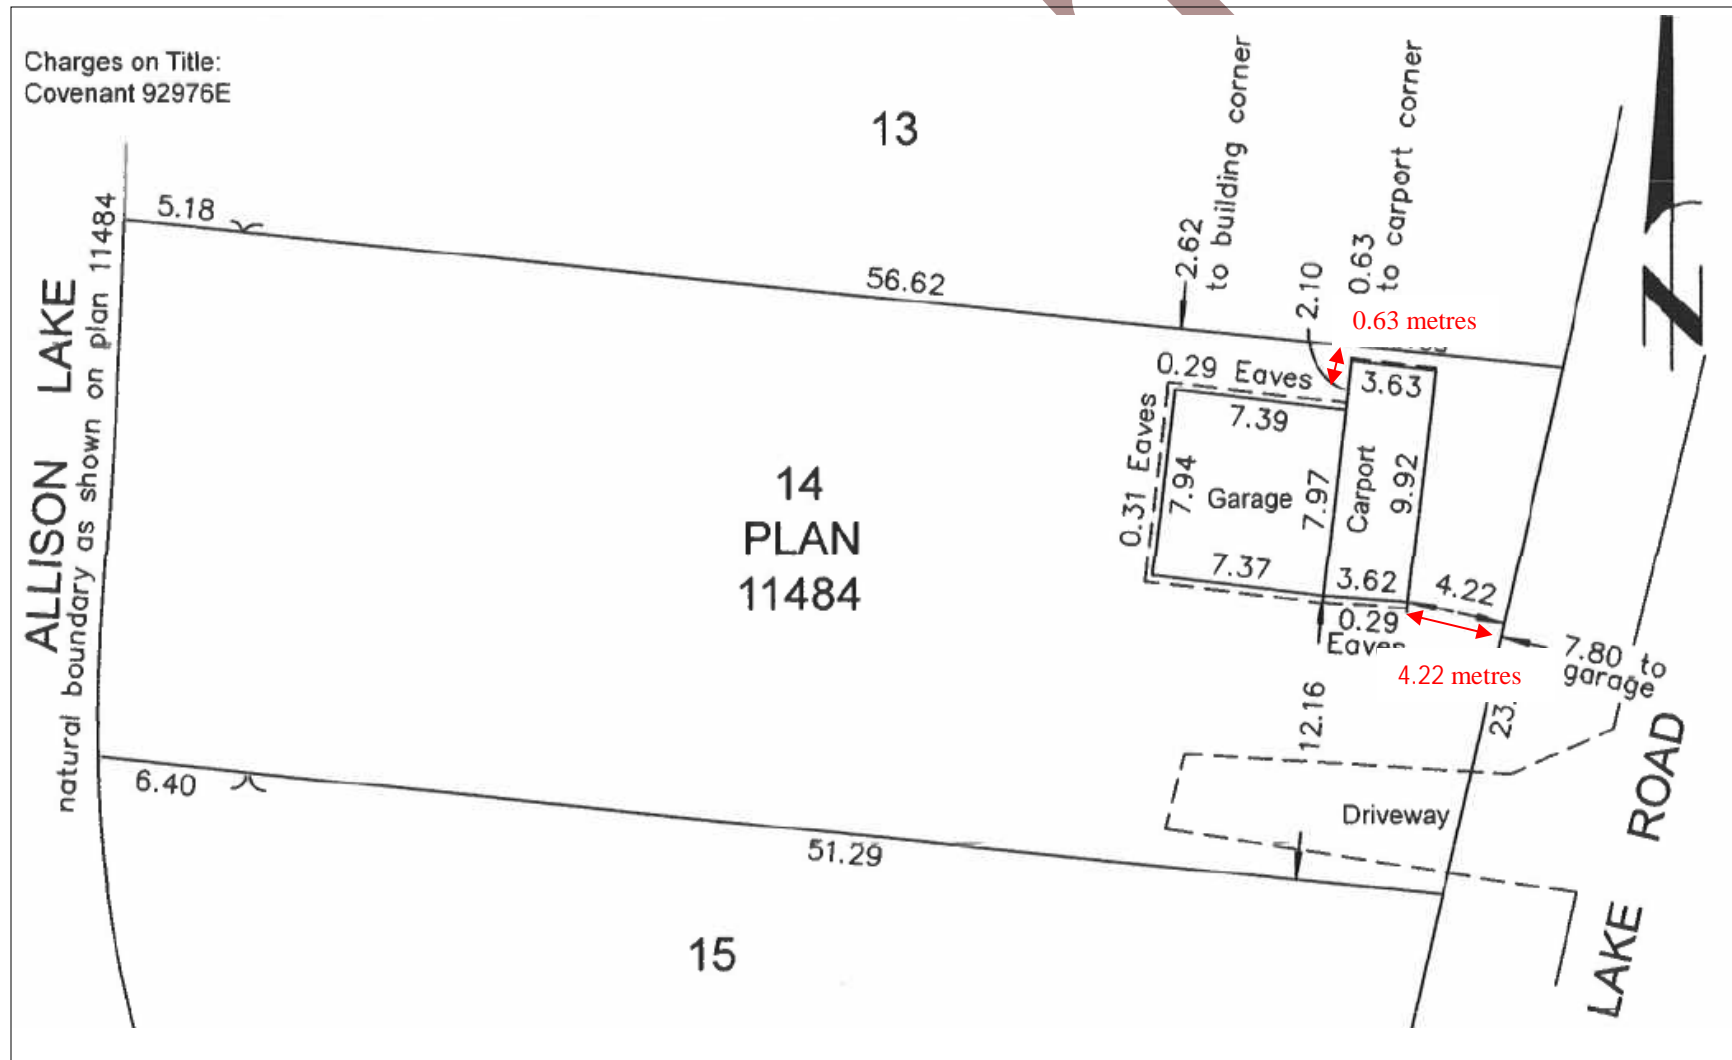 Charges on Title:
Covenant 92976E
13
2.62
to building corner
0.63
to carport corner
2.10
0.63 metres
5.18
56.62
ALLISON LAKE
natural boundary as shown on plan 11484
0.29 Eaves
3.63
7.39
0.31 Eaves
7.94
Garage
7.97
Carport
9.92
14
PLAN
11484
7.37
3.62
4.22
0.29
Eaves
7.80 to
garage
4.22 metres
12.16
23.
6.40
Driveway
51.29
15
LAKE ROAD
N